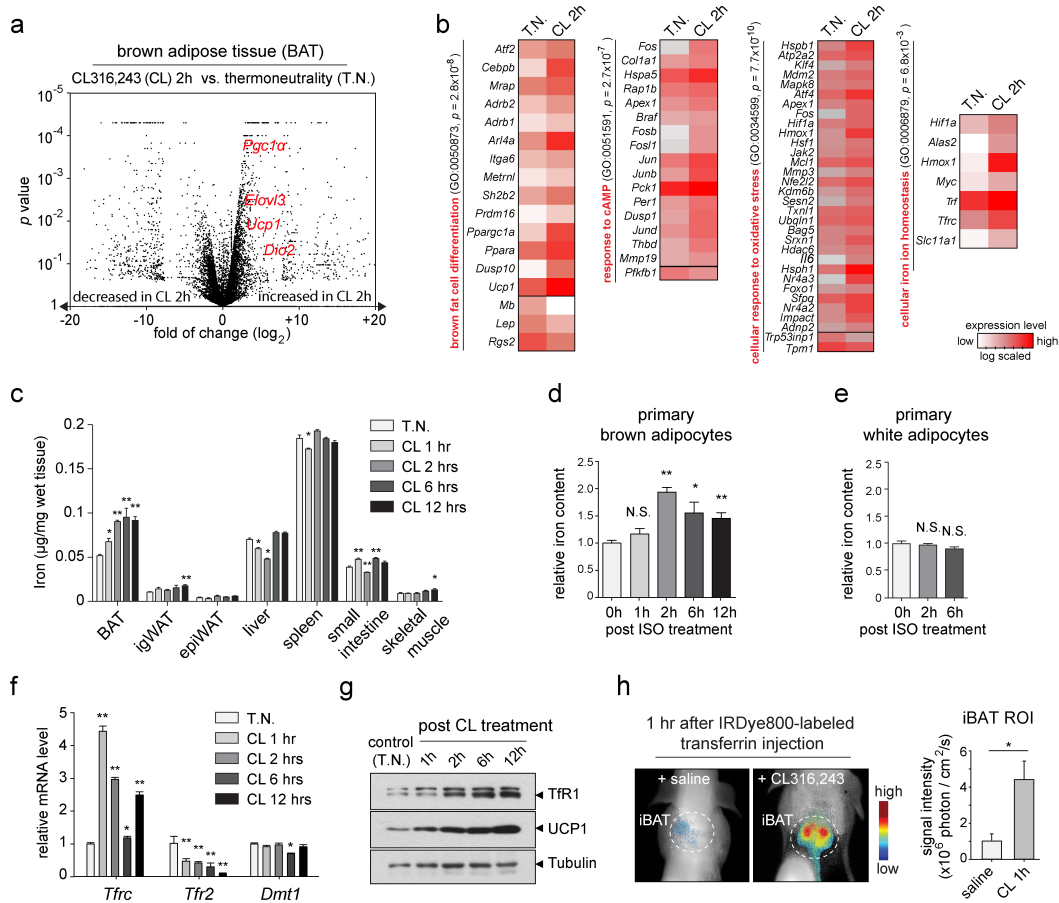 a
brown adipose tissue (BAT)
CL316,243 (CL) 2h vs. thermoneutrality (T.N.)
10⁻⁵
10⁻⁴
10⁻³
10⁻²
10⁻¹
1
p value
Pgc1α
Elovl3
Ucp1
Dio2
decreased in CL 2h
increased in CL 2h
-20
-10
0
+10
+20
fold of change (log₂)
b
T.N.
CL 2h
brown fat cell differentiation (GO:0050873, p = 2.8x10⁻⁸)
Atf2
Cebpb
Mrap
Adrb2
Adrb1
Arl4a
Itga6
Metrnl
Sh2b2
Prdm16
Ppargc1a
Ppara
Dusp10
Ucp1
Mb
Lep
Rgs2
T.N.
CL 2h
response to cAMP (GO:0051591, p = 2.7x10⁻⁷)
Fos
Col1a1
Hspa5
Rap1b
Apex1
Braf
Fosb
Fosl1
Jun
Junb
Pck1
Per1
Dusp1
Jund
Thbd
Mmp19
Pfkfb1
T.N.
CL 2h
cellular response to oxidative stress (GO:0034599, p = 7.7x10⁻¹⁰)
Hspb1
Atp2a2
Klf4
Mdm2
Mapk8
Atf4
Apex1
Fos
Hif1a
Hmox1
Hsf1
Jak2
Mcl1
Mmp3
Nfe2l2
Kdm6b
Sesn2
Txnl1
Ubqln1
Bag5
Srxn1
Hdac6
Il6
Hsph1
Nr4a3
Foxo1
Sfpq
Nr4a2
Impact
Adnp2
Trp53inp1
Tpm1
T.N.
CL 2h
cellular iron ion homeostasis (GO:0006879, p = 6.8x10⁻³)
Hif1a
Alas2
Hmox1
Myc
Trf
Tfrc
Slc11a1
expression level
low
high
log scaled
c
Iron (µg/mg wet tissue)
0.2
0.15
0.1
0.05
0
T.N.
CL 1 hr
CL 2 hrs
CL 6 hrs
CL 12 hrs
* ** ** **
**
* *
*
* ** **
*
BAT
igWAT
epiWAT
liver
spleen
small
intestine
skeletal
muscle
d
primary
brown adipocytes
relative iron content
2.5
2.0
1.5
1.0
0.5
0
N.S.
**
*
**
0h 1h 2h 6h 12h
post ISO treatment
e
primary
white adipocytes
relative iron content
2.5
2.0
1.5
1.0
0.5
0
N.S. N.S.
0h 2h 6h
post ISO treatment
f
relative mRNA level
5
4
3
2
1
0
T.N.
CL 1 hr
CL 2 hrs
CL 6 hrs
CL 12 hrs
** ** * **
** ** ** **
*
Tfrc
Tfr2
Dmt1
g
post CL treatment
control
(T.N.)
1h 2h 6h 12h
TfR1
UCP1
Tubulin
h
1 hr after IRDye800-labeled
transferrin injection
+ saline
+ CL316,243
iBAT
iBAT
high
low
iBAT ROI
signal intensity
(x10⁶ photon / cm²/s)
6
4
2
0
*
saline
CL 1h